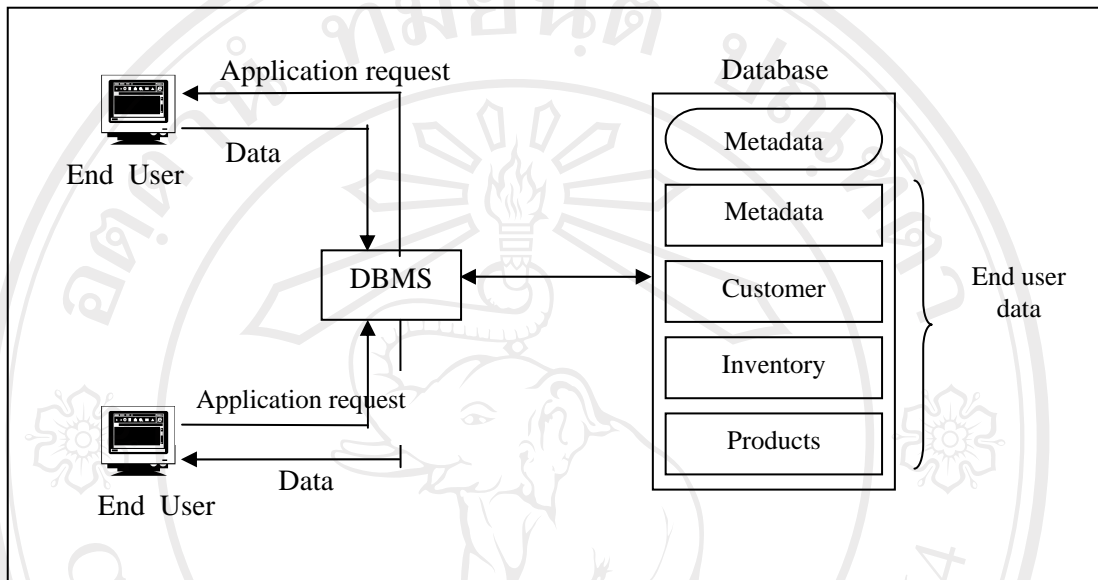 Application request
Database
Metadata
Data
End User
Metadata
DBMS
Customer
End user
data
Inventory
Application request
Products
Data
End User